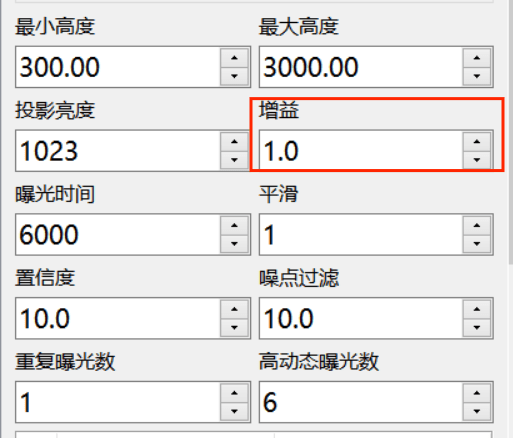 最小高度 最大高度
300.00 3000.00
投影亮度 增益
1023 1.0
曝光时间 平滑
6000 1
置信度 噪点过滤
10.0 10.0
重复曝光数 高动态曝光数
1 6